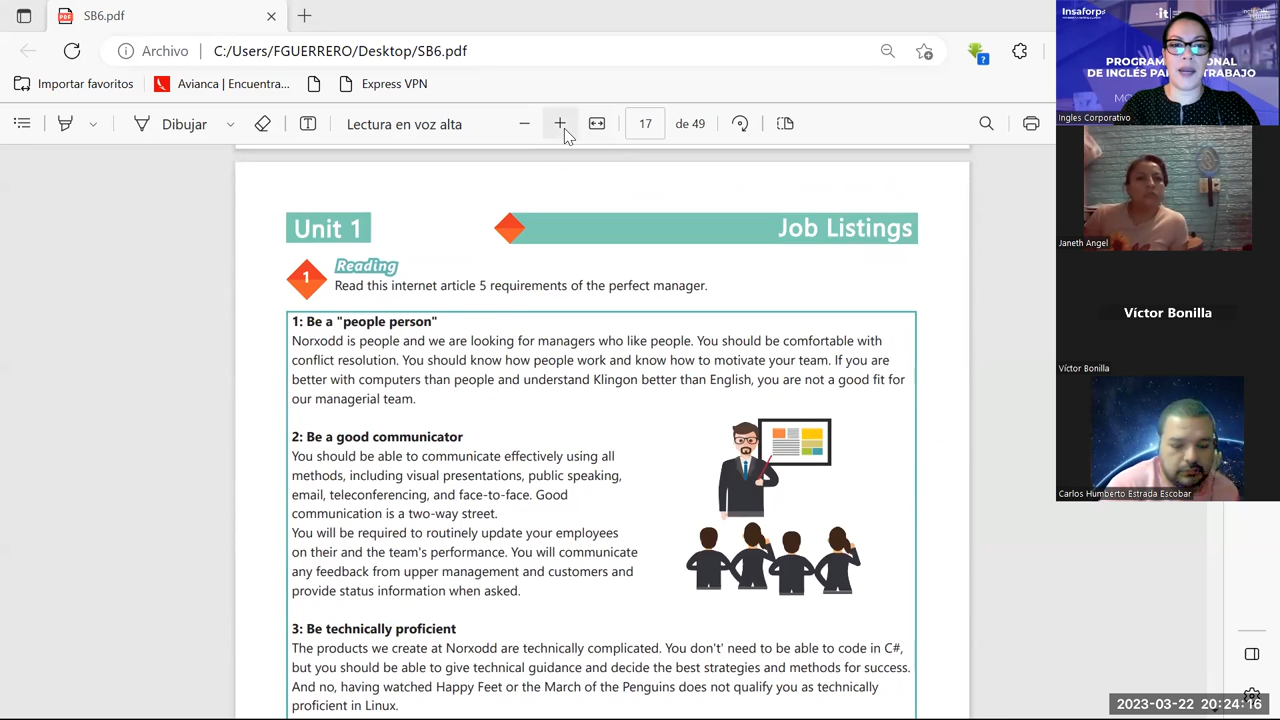 SB6.pdf
Archivo
C:/Users/FGUERRERO/Desktop/SB6.pdf
Importar favoritos
Avianca | Encuentra...
Express VPN
Dibujar
Lectura en voz alta
17
de 49
Unit 1
Job Listings
1
Reading
Read this internet article 5 requirements of the perfect manager.
1: Be a "people person"
Norxodd is people and we are looking for managers who like people. You should be comfortable with
conflict resolution. You should know how people work and know how to motivate your team. If you are
better with computers than people and understand Klingon better than English, you are not a good fit for
our managerial team.
2: Be a good communicator
You should be able to communicate effectively using all
methods, including visual presentations, public speaking,
email, teleconferencing, and face-to-face. Good
communication is a two-way street.
You will be required to routinely update your employees
on their and the team's performance. You will communicate
any feedback from upper management and customers and
provide status information when asked.
3: Be technically proficient
The products we create at Norxodd are technically complicated. You don't' need to be able to code in C#,
but you should be able to give technical guidance and decide the best strategies and methods for success.
And no, having watched Happy Feet or the March of the Penguins does not qualify you as technically
proficient in Linux.
Insaforp
Ingles Corporativo
Janeth Angel
Víctor Bonilla
Víctor Bonilla
Carlos Humberto Estrada Escobar
2023-03-22 20:24:16